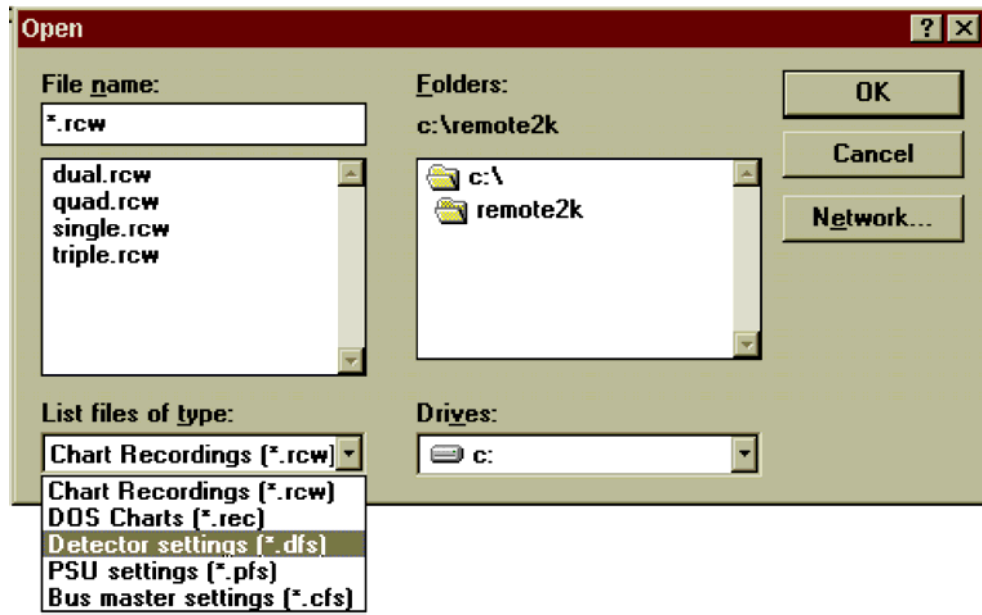 Open
File name:
*.rcw
dual.rcw
quad.rcw
single.rcw
triple.rcw
Folders:
c:\remote2k
c:\
remote2k
OK
Cancel
Network...
List files of type:
Chart Recordings (*.rcw)
Chart Recordings (*.rcw)
DOS Charts (*.rec)
Detector settings (*.dfs)
PSU settings (*.pfs)
Bus master settings (*.cfs)
Drives:
c: